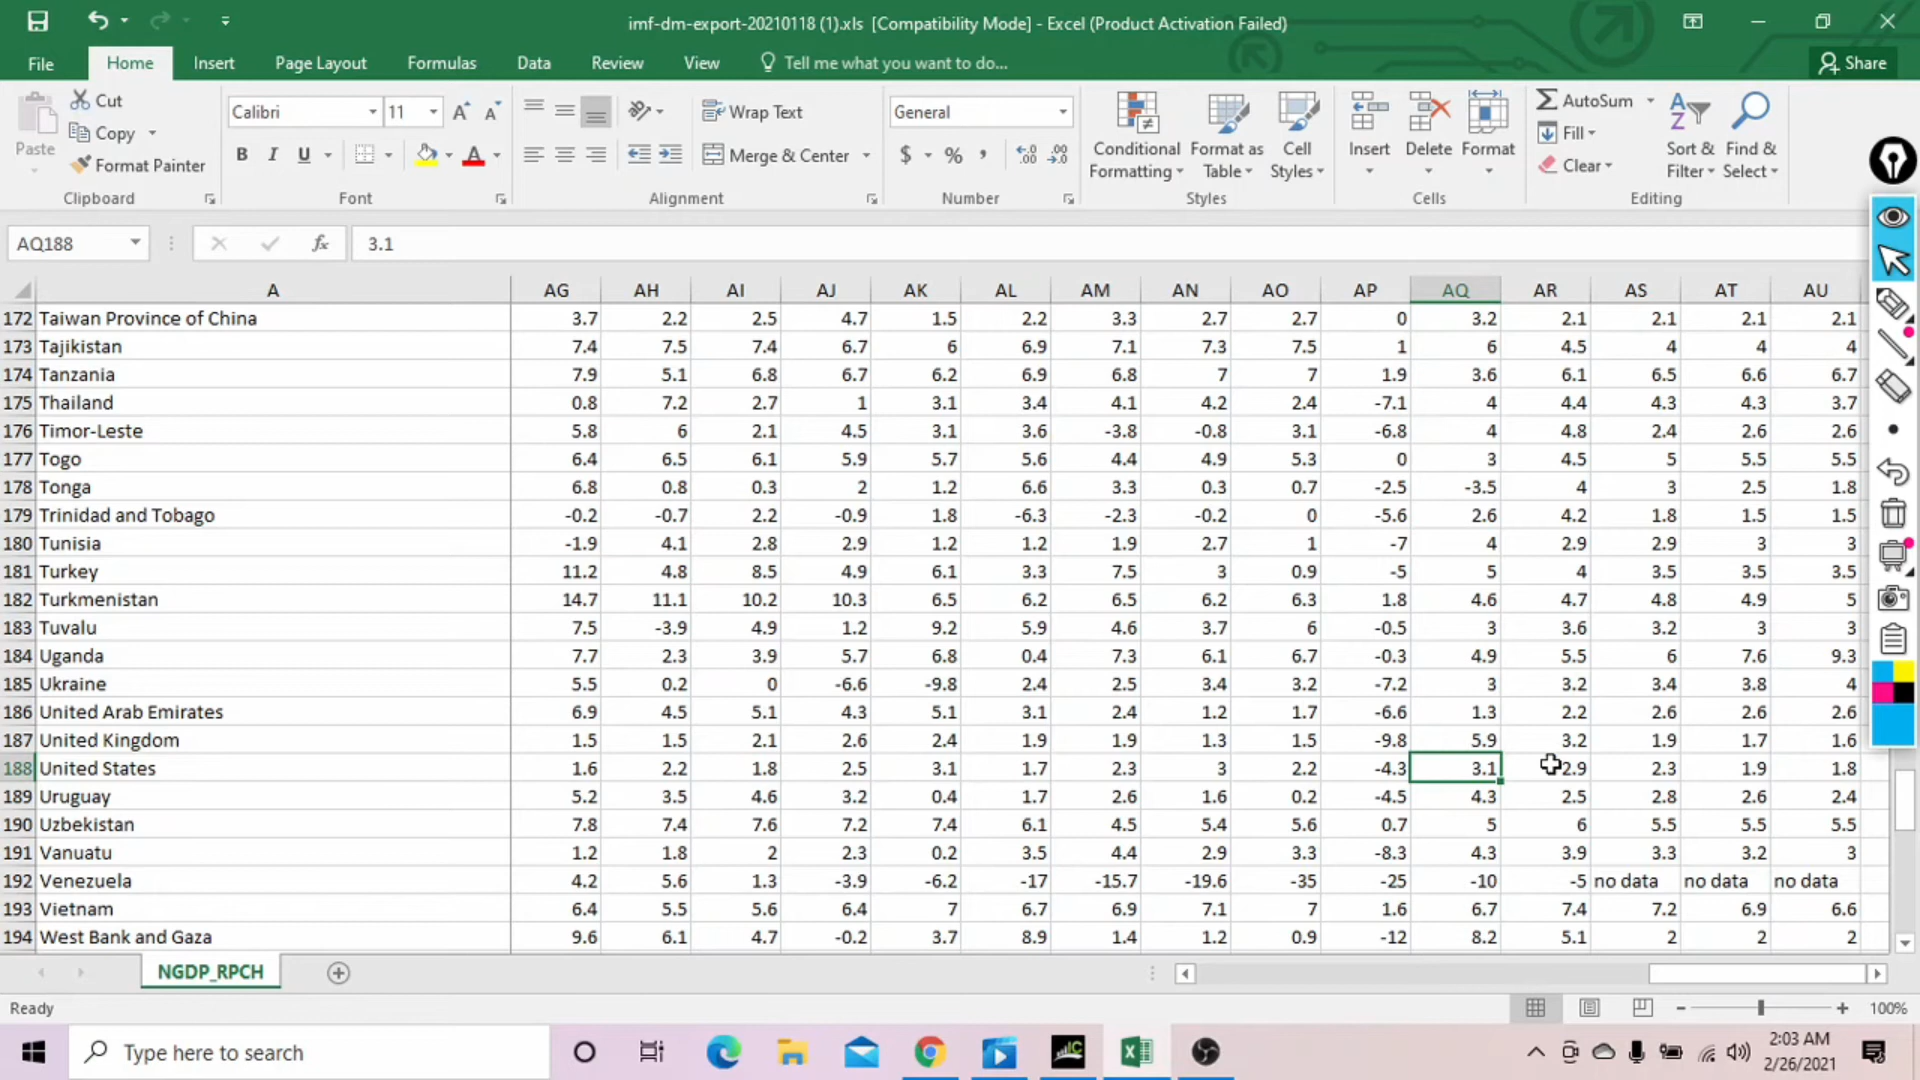 imf-dm-export-20210118 (1).xls [Compatibility Mode] - Excel (Product Activation Failed)
File Home Insert Page Layout Formulas Data Review View Tell me what you want to do... Share
Paste Cut Copy Format Painter
Calibri 11
B I U
Wrap Text
Merge & Center
General
$ % ,
Conditional Formatting Format as Table Cell Styles
Insert Delete Format
AutoSum Fill Clear
Sort & Filter Find & Select
Clipboard Font Alignment Number Styles Cells Editing
AQ188 fx 3.1
A AG AH AI AJ AK AL AM AN AO AP AQ AR AS AT AU
172 Taiwan Province of China 3.7 2.2 2.5 4.7 1.5 2.2 3.3 2.7 2.7 0 3.2 2.1 2.1 2.1 2.1
173 Tajikistan 7.4 7.5 7.4 6.7 6 6.9 7.1 7.3 7.5 1 6 4.5 4 4 4
174 Tanzania 7.9 5.1 6.8 6.7 6.2 6.9 6.8 7 7 1.9 3.6 6.1 6.5 6.6 6.7
175 Thailand 0.8 7.2 2.7 1 3.1 3.4 4.1 4.2 2.4 -7.1 4 4.4 4.3 4.3 3.7
176 Timor-Leste 5.8 6 2.1 4.5 3.1 3.6 -3.8 -0.8 3.1 -6.8 4 4.8 2.4 2.6 2.6
177 Togo 6.4 6.5 6.1 5.9 5.7 5.6 4.4 4.9 5.3 0 3 4.5 5 5.5 5.5
178 Tonga 6.8 0.8 0.3 2 1.2 6.6 3.3 0.3 0.7 -2.5 -3.5 4 3 2.5 1.8
179 Trinidad and Tobago -0.2 -0.7 2.2 -0.9 1.8 -6.3 -2.3 -0.2 0 -5.6 2.6 4.2 1.8 1.5 1.5
180 Tunisia -1.9 4.1 2.8 2.9 1.2 1.2 1.9 2.7 1 -7 4 2.9 2.9 3 3
181 Turkey 11.2 4.8 8.5 4.9 6.1 3.3 7.5 3 0.9 -5 5 4 3.5 3.5 3.5
182 Turkmenistan 14.7 11.1 10.2 10.3 6.5 6.2 6.5 6.2 6.3 1.8 4.6 4.7 4.8 4.9 5
183 Tuvalu 7.5 -3.9 4.9 1.2 9.2 5.9 4.6 3.7 6 -0.5 3 3.6 3.2 3 3
184 Uganda 7.7 2.3 3.9 5.7 6.8 0.4 7.3 6.1 6.7 -0.3 4.9 5.5 6 7.6 9.3
185 Ukraine 5.5 0.2 0 -6.6 -9.8 2.4 2.5 3.4 3.2 -7.2 3 3.2 3.4 3.8 4
186 United Arab Emirates 6.9 4.5 5.1 4.3 5.1 3.1 2.4 1.2 1.7 -6.6 1.3 2.2 2.6 2.6 2.6
187 United Kingdom 1.5 1.5 2.1 2.6 2.4 1.9 1.9 1.3 1.5 -9.8 5.9 3.2 1.9 1.7 1.6
188 United States 1.6 2.2 1.8 2.5 3.1 1.7 2.3 3 2.2 -4.3 3.1 2.9 2.3 1.9 1.8
189 Uruguay 5.2 3.5 4.6 3.2 0.4 1.7 2.6 1.6 0.2 -4.5 4.3 2.5 2.8 2.6 2.4
190 Uzbekistan 7.8 7.4 7.6 7.2 7.4 6.1 4.5 5.4 5.6 0.7 5 6 5.5 5.5 5.5
191 Vanuatu 1.2 1.8 2 2.3 0.2 3.5 4.4 2.9 3.3 -8.3 4.3 3.9 3.3 3.2 3
192 Venezuela 4.2 5.6 1.3 -3.9 -6.2 -17 -15.7 -19.6 -35 -25 -10 -5 no data no data no data
193 Vietnam 6.4 5.5 5.6 6.4 7 6.7 6.9 7.1 7 1.6 6.7 7.4 7.2 6.9 6.6
194 West Bank and Gaza 9.6 6.1 4.7 -0.2 3.7 8.9 1.4 1.2 0.9 -12 8.2 5.1 2 2 2
NGDP_RPCH
Ready 100%
Type here to search
2:03 AM
2/26/2021